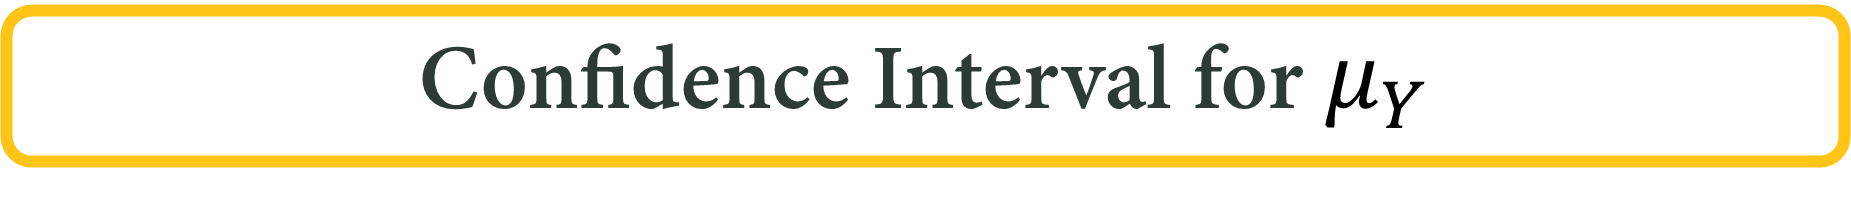 Confidence Interval for μ_Y